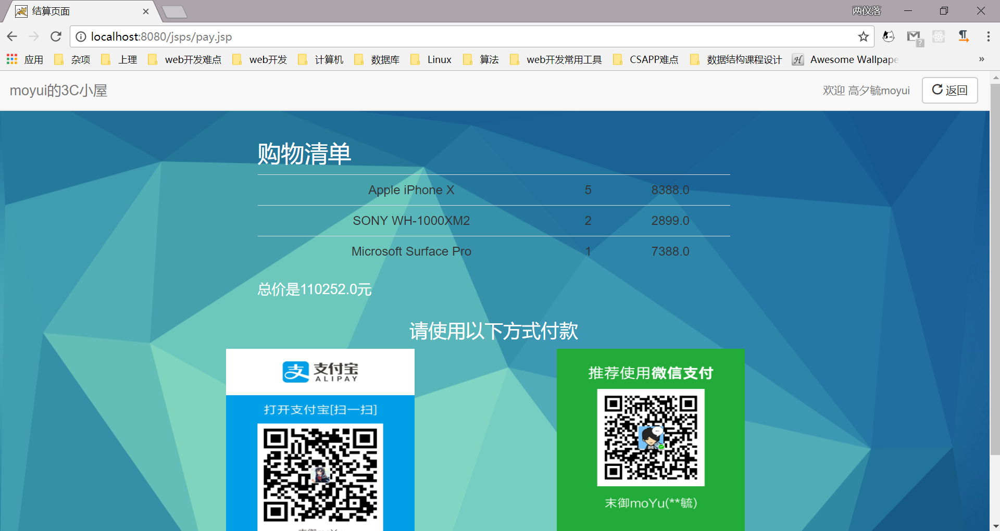 结算页面
两仪落
localhost:8080/jsps/pay.jsp
应用 杂项 上理 web开发难点 web开发 计算机 数据库 Linux 算法 web开发常用工具 CSAPP难点 数据结构课程设计 Awesome Wallpape »
moyui的3C小屋
欢迎 高夕毓moyui
返回
购物清单
Apple iPhone X 5 8388.0
SONY WH-1000XM2 2 2899.0
Microsoft Surface Pro 1 7388.0
总价是110252.0元
请使用以下方式付款
支付宝
ALIPAY
打开支付宝[扫一扫]
推荐使用微信支付
末御moYu(**毓)